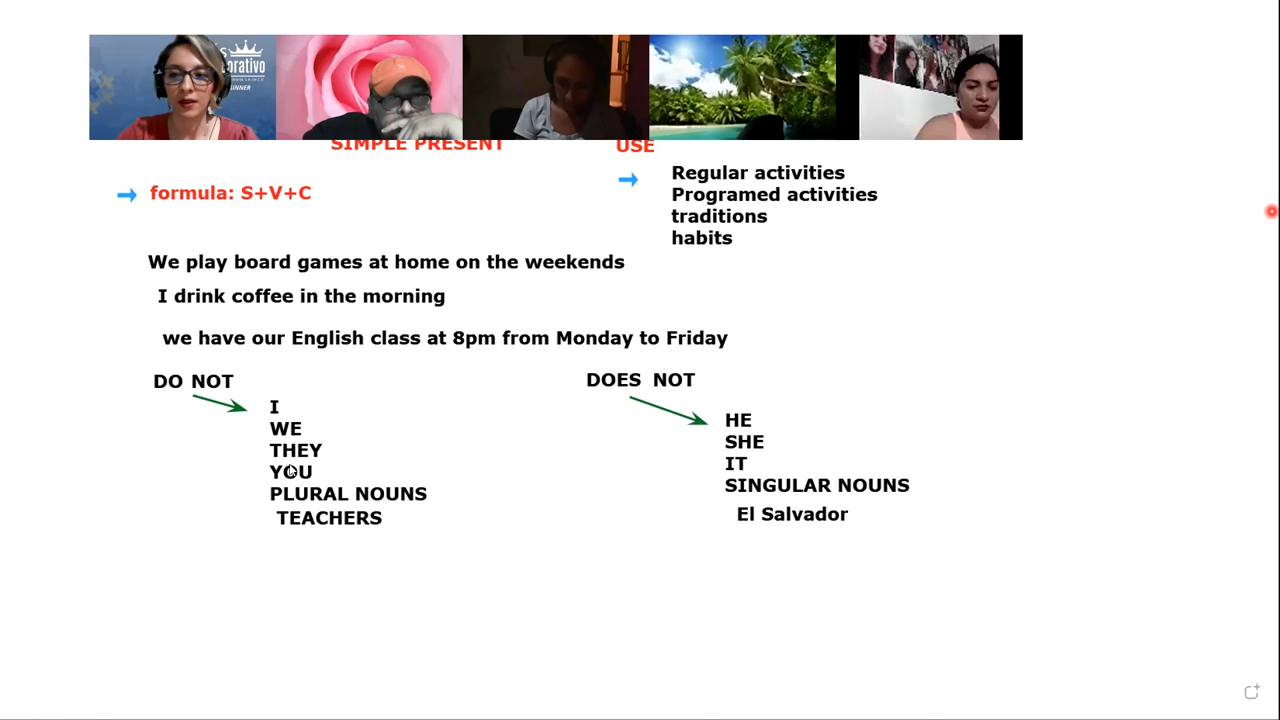 orativo
SIMPLE PRESENT
USE
formula: S+V+C
Regular activities
Programed activities
traditions
habits
We play board games at home on the weekends
I drink coffee in the morning
we have our English class at 8pm from Monday to Friday
DO NOT
I
WE
THEY
YOU
PLURAL NOUNS
TEACHERS
DOES NOT
HE
SHE
IT
SINGULAR NOUNS
El Salvador